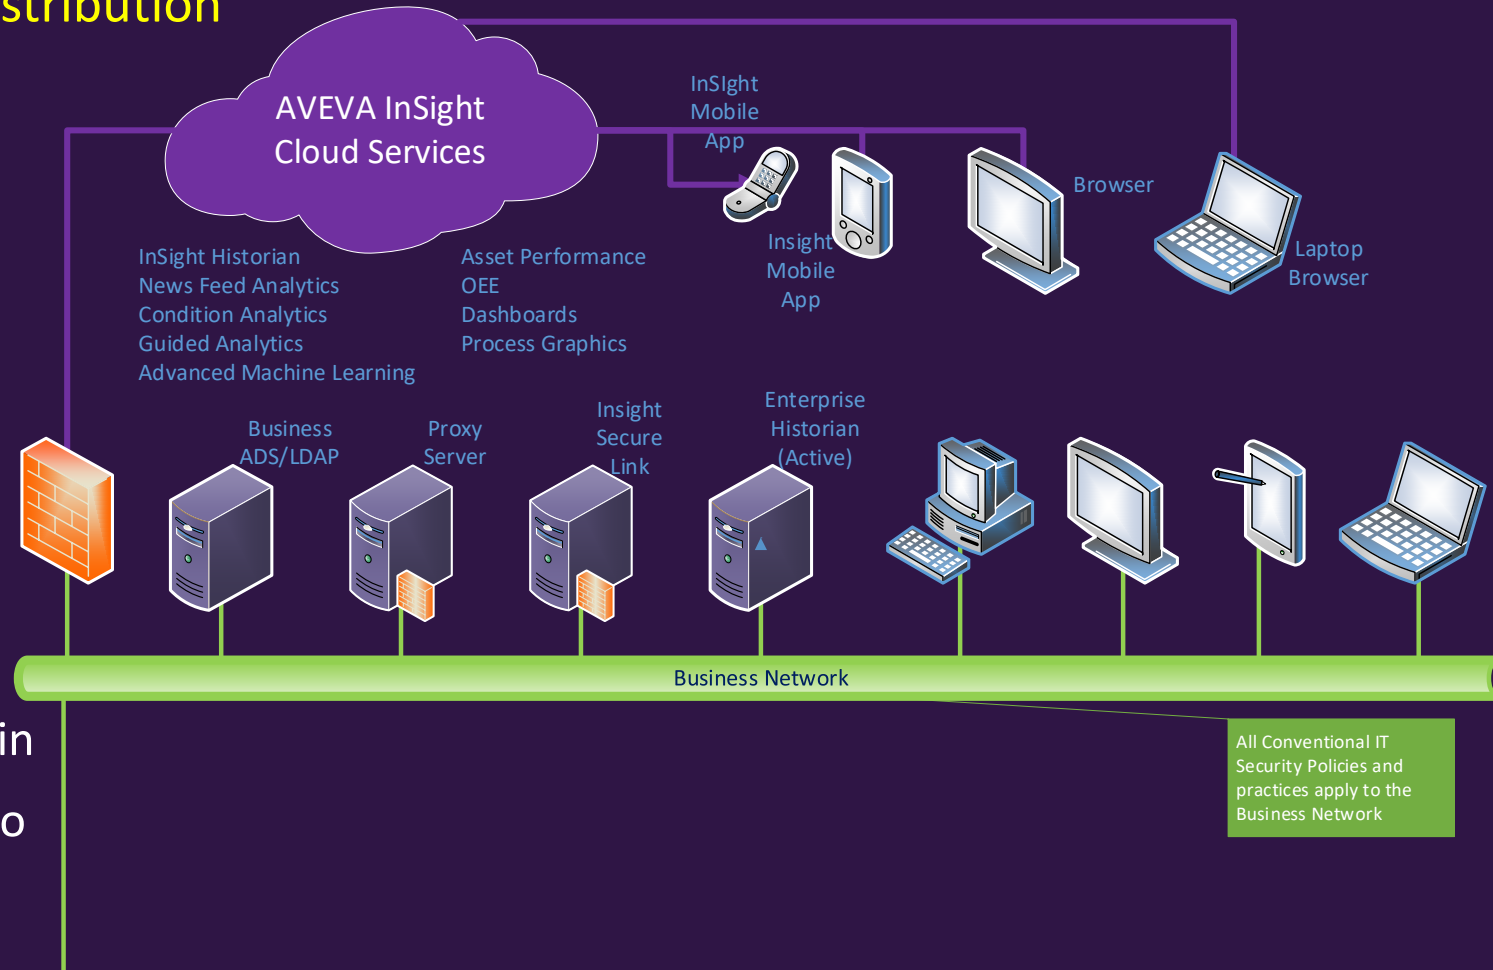 stribution
AVEVA InSight
Cloud Services
InSIght
Mobile
App
Browser
Insight
Mobile
App
Laptop
Browser
InSight Historian
News Feed Analytics
Condition Analytics
Guided Analytics
Advanced Machine Learning
Asset Performance
OEE
Dashboards
Process Graphics
Business
ADS/LDAP
Proxy
Server
Insight
Secure
Link
Enterprise
Historian
(Active)
Business Network
in
o
All Conventional IT
Security Policies and
practices apply to the
Business Network